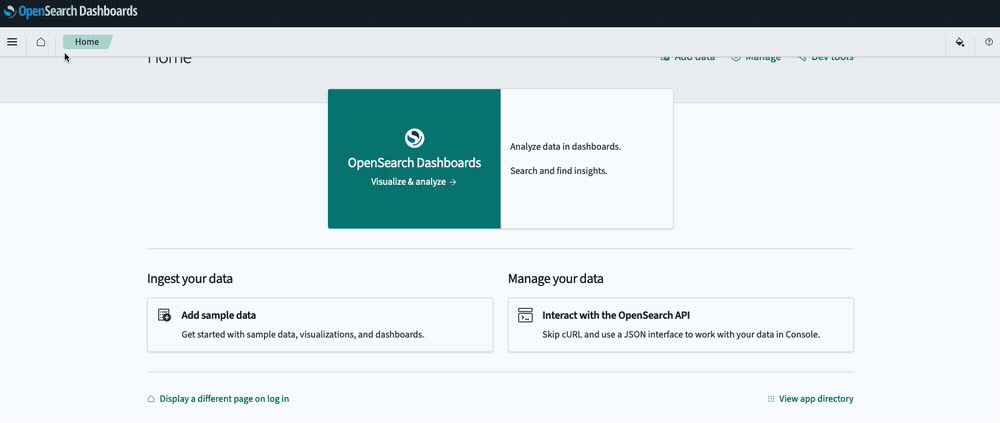 OpenSearch Dashboards
Home
Home
Add data
Manage
Dev tools
OpenSearch Dashboards
Visualize & analyze →
Analyze data in dashboards.
Search and find insights.
Ingest your data
Manage your data
Add sample data
Get started with sample data, visualizations, and dashboards.
Interact with the OpenSearch API
Skip cURL and use a JSON interface to work with your data in Console.
Display a different page on log in
View app directory